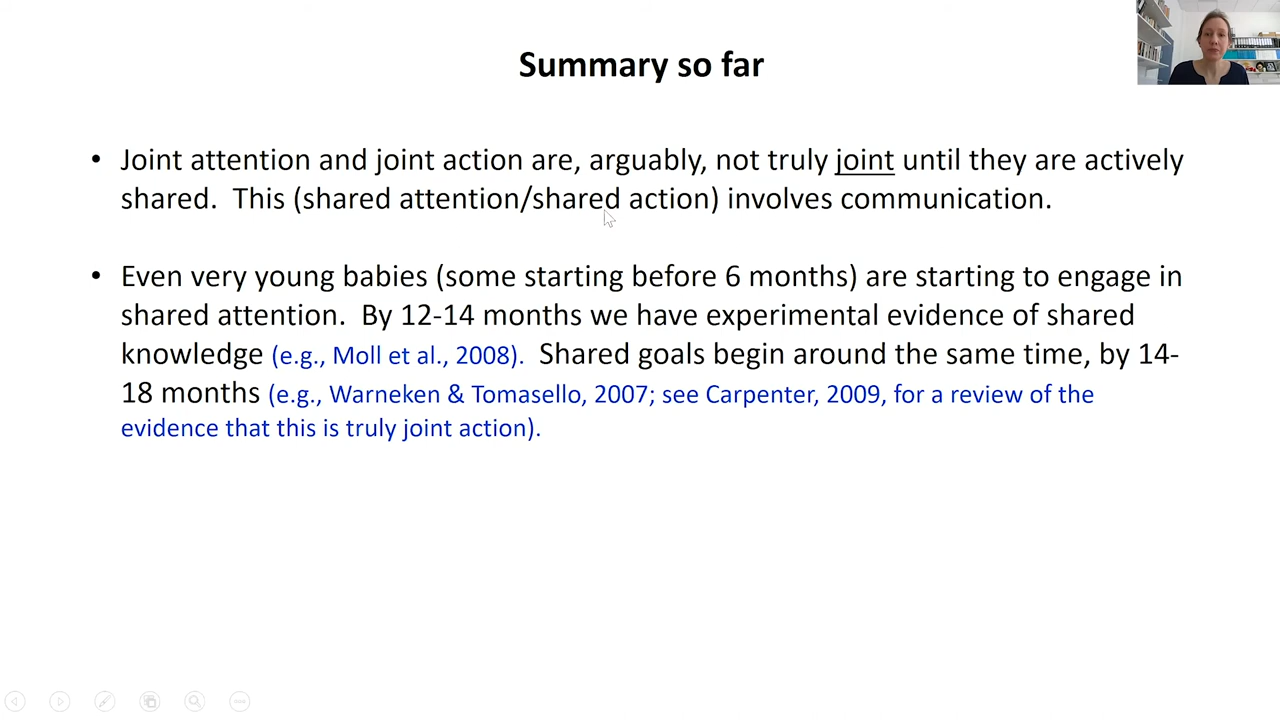 Summary so far
• Joint attention and joint action are, arguably, not truly joint until they are actively
shared.  This (shared attention/shared action) involves communication.
• Even very young babies (some starting before 6 months) are starting to engage in
shared attention.  By 12-14 months we have experimental evidence of shared
knowledge (e.g., Moll et al., 2008).  Shared goals begin around the same time, by 14-
18 months (e.g., Warneken & Tomasello, 2007; see Carpenter, 2009, for a review of the
evidence that this is truly joint action).